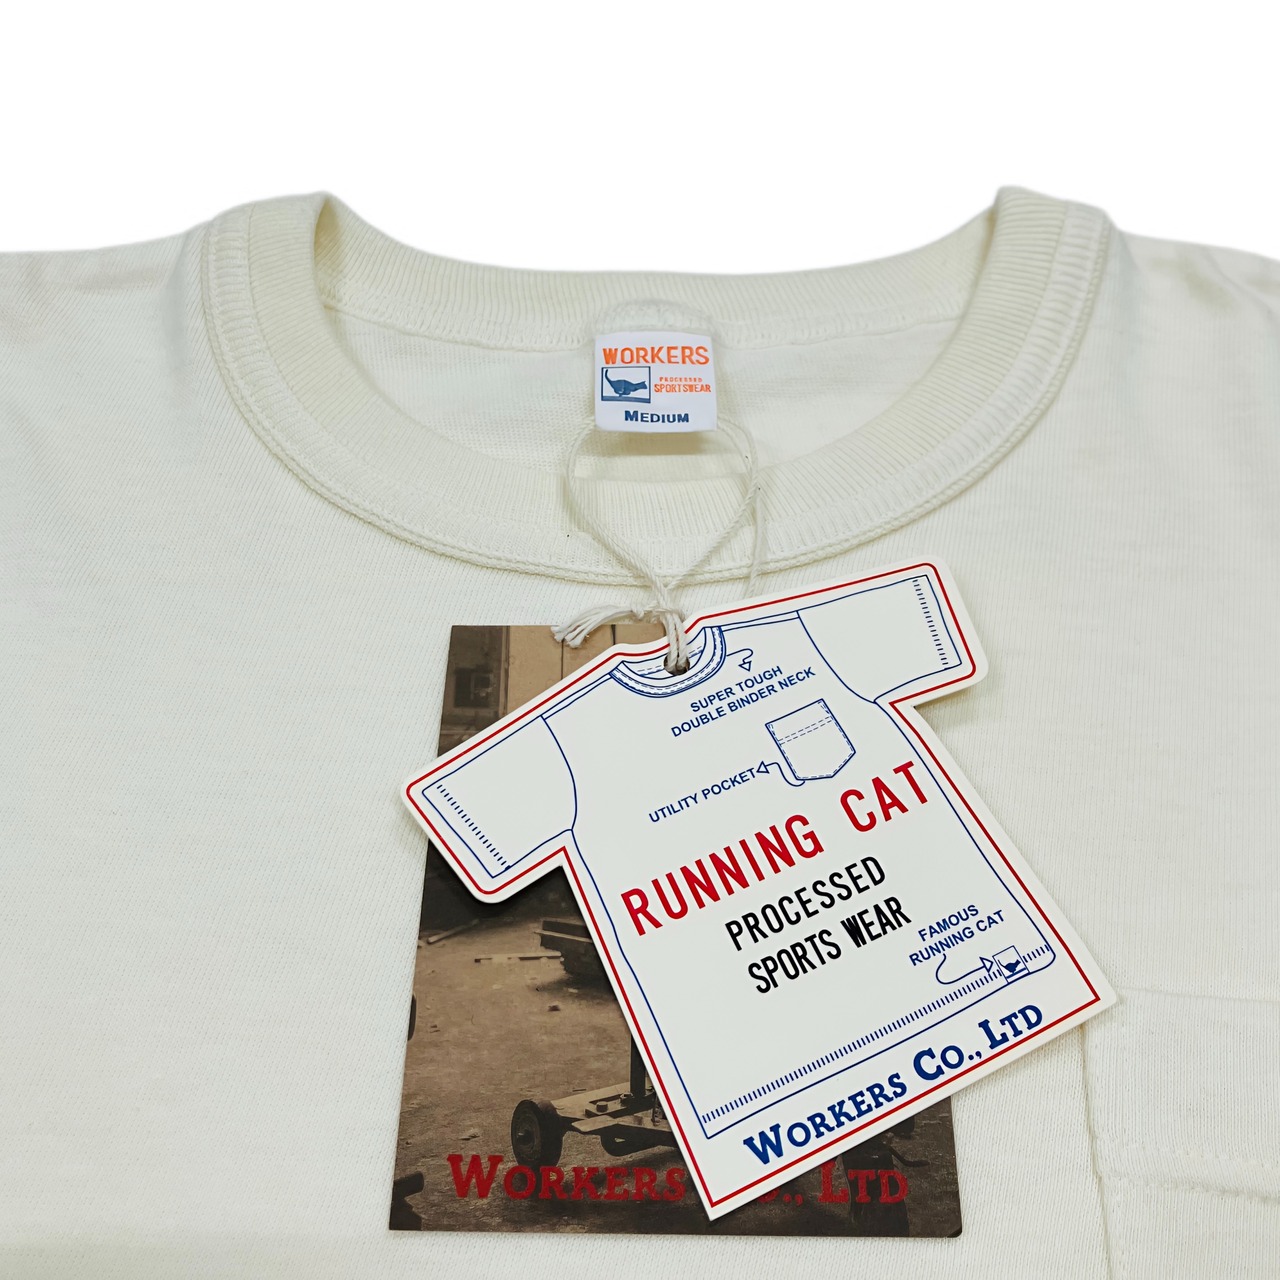 WORKERS
PROCESSED
SPORTSWEAR
MEDIUM
SUPER TOUGH
DOUBLE BINDER NECK
UTILITY POCKET
RUNNING CAT
PROCESSED
SPORTS WEAR
FAMOUS
RUNNING CAT
WORKERS CO., LTD
WORKERS CO., LTD